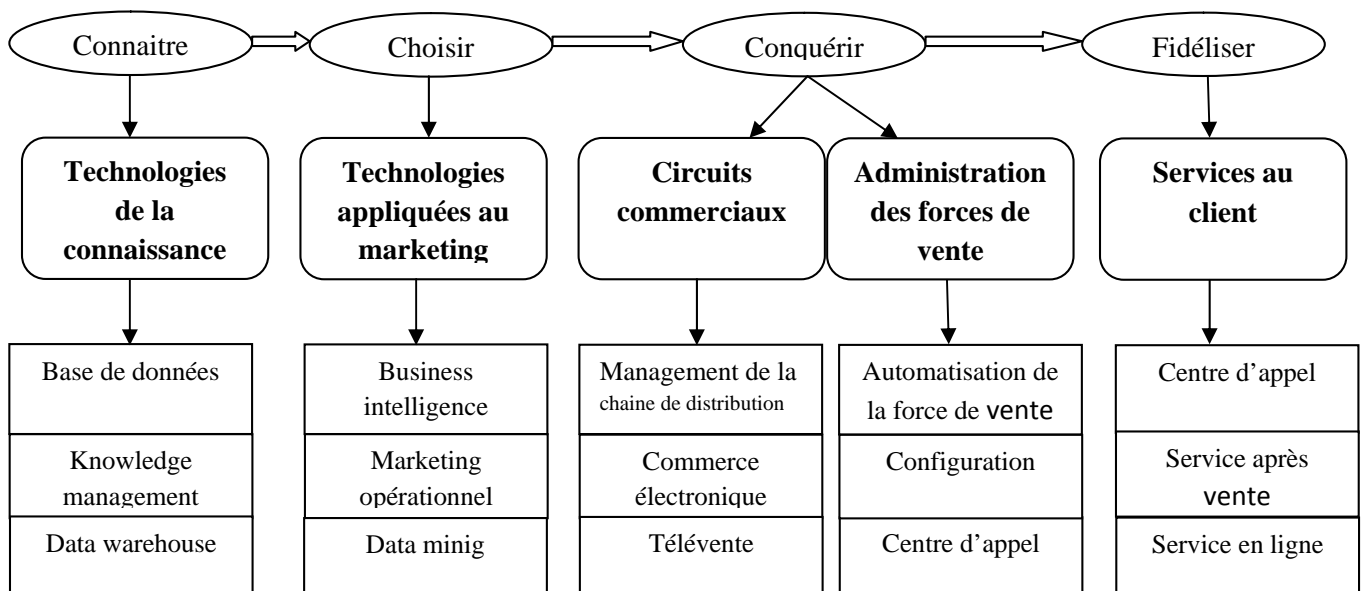 Connaitre
Choisir
Conquérir
Fidéliser
Technologies
de la
connaissance
Technologies
appliquées au
marketing
Circuits
commerciaux
Administration
des forces de
vente
Services au
client
Base de données
Business
intelligence
Management de la
chaine de distribution
Automatisation de
la force de vente
Centre d’appel
Knowledge
management
Marketing
opérationnel
Commerce
électronique
Configuration
Service après
vente
Data warehouse
Data minig
Télévente
Centre d’appel
Service en ligne